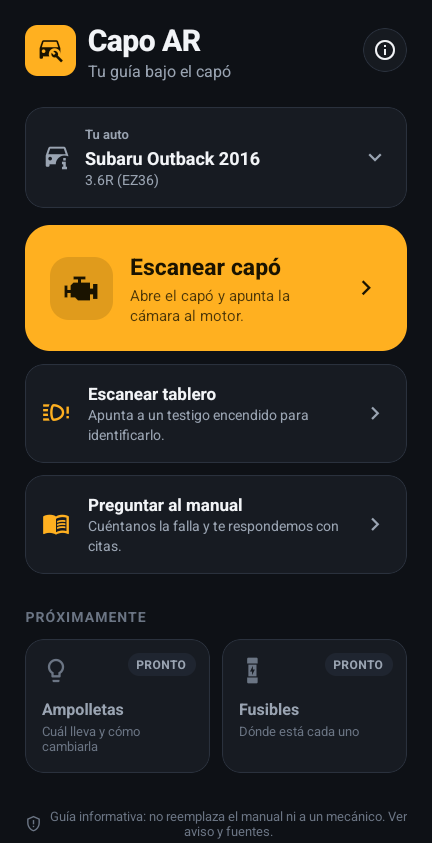 Capo AR
Tu guía bajo el capó
Tu auto
Subaru Outback 2016
3.6R (EZ36)
Escanear capó
Abre el capó y apunta la
cámara al motor.
Escanear tablero
Apunta a un testigo encendido para
identificarlo.
Preguntar al manual
Cuéntanos la falla y te respondemos con
citas.
PRÓXIMAMENTE
PRONTO
Ampolletas
Cuál lleva y cómo
cambiarla
PRONTO
Fusibles
Dónde está cada uno
Guía informativa: no reemplaza el manual ni a un mecánico. Ver
aviso y fuentes.